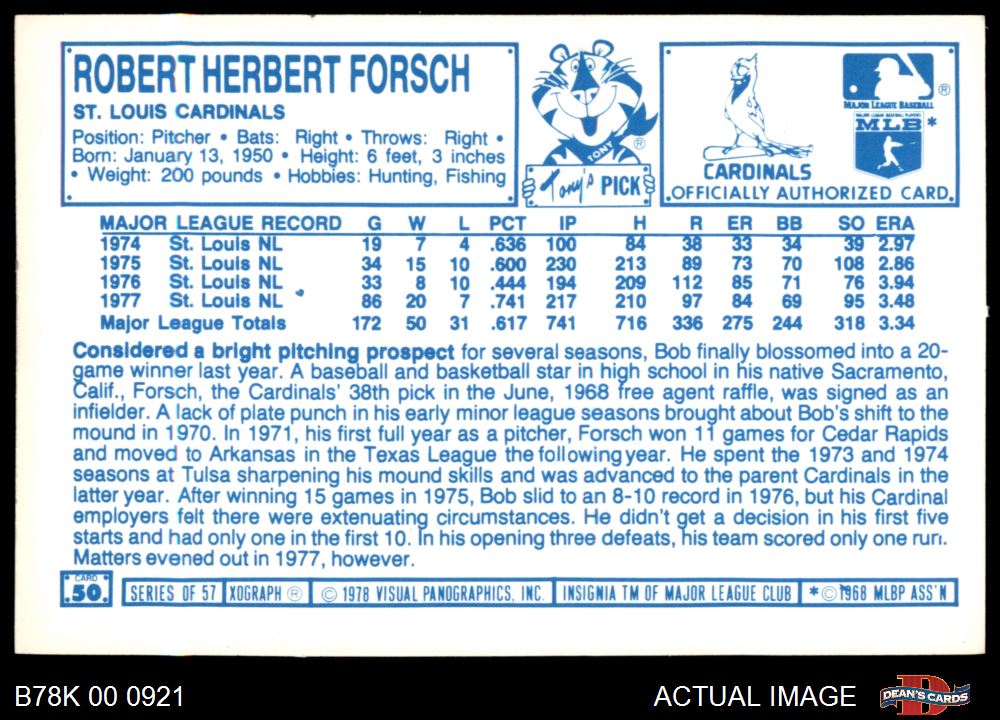 ROBERT HERBERT FORSCH
ST. LOUIS CARDINALS
Position: Pitcher • Bats: Right • Throws: Right •
Born: January 13, 1950 • Height: 6 feet, 3 inches
• Weight: 200 pounds • Hobbies: Hunting, Fishing
TONY ®
Tony's PICK
CARDINALS
MAJOR LEAGUE BASEBALL ®
MAJOR LEAGUE BASEBALL PLAYERS
MLB *
OFFICIALLY AUTHORIZED CARD.
MAJOR LEAGUE RECORD G W L PCT IP H R ER BB SO ERA
1974 St. Louis NL 19 7 4 .636 100 84 38 33 34 39 2.97
1975 St. Louis NL 34 15 10 .600 230 213 89 73 70 108 2.86
1976 St. Louis NL 33 8 10 .444 194 209 112 85 71 76 3.94
1977 St. Louis NL 86 20 7 .741 217 210 97 84 69 95 3.48
Major League Totals 172 50 31 .617 741 716 336 275 244 318 3.34
Considered a bright pitching prospect for several seasons, Bob finally blossomed into a 20-
game winner last year. A baseball and basketball star in high school in his native Sacramento,
Calif., Forsch, the Cardinals' 38th pick in the June, 1968 free agent raffle, was signed as an
infielder. A lack of plate punch in his early minor league seasons brought about Bob's shift to the
mound in 1970. In 1971, his first full year as a pitcher, Forsch won 11 games for Cedar Rapids
and moved to Arkansas in the Texas League the following year. He spent the 1973 and 1974
seasons at Tulsa sharpening his mound skills and was advanced to the parent Cardinals in the
latter year. After winning 15 games in 1975, Bob slid to an 8-10 record in 1976, but his Cardinal
employers felt there were extenuating circumstances. He didn't get a decision in his first five
starts and had only one in the first 10. In his opening three defeats, his team scored only one run.
Matters evened out in 1977, however.
CARD
50. SERIES OF 57 XOGRAPH ® © 1978 VISUAL PANOGRAPHICS, INC. INSIGNIA TM OF MAJOR LEAGUE CLUB *©1968 MLBP ASS'N
B78K 00 0921 ACTUAL IMAGE DEAN'S CARDS